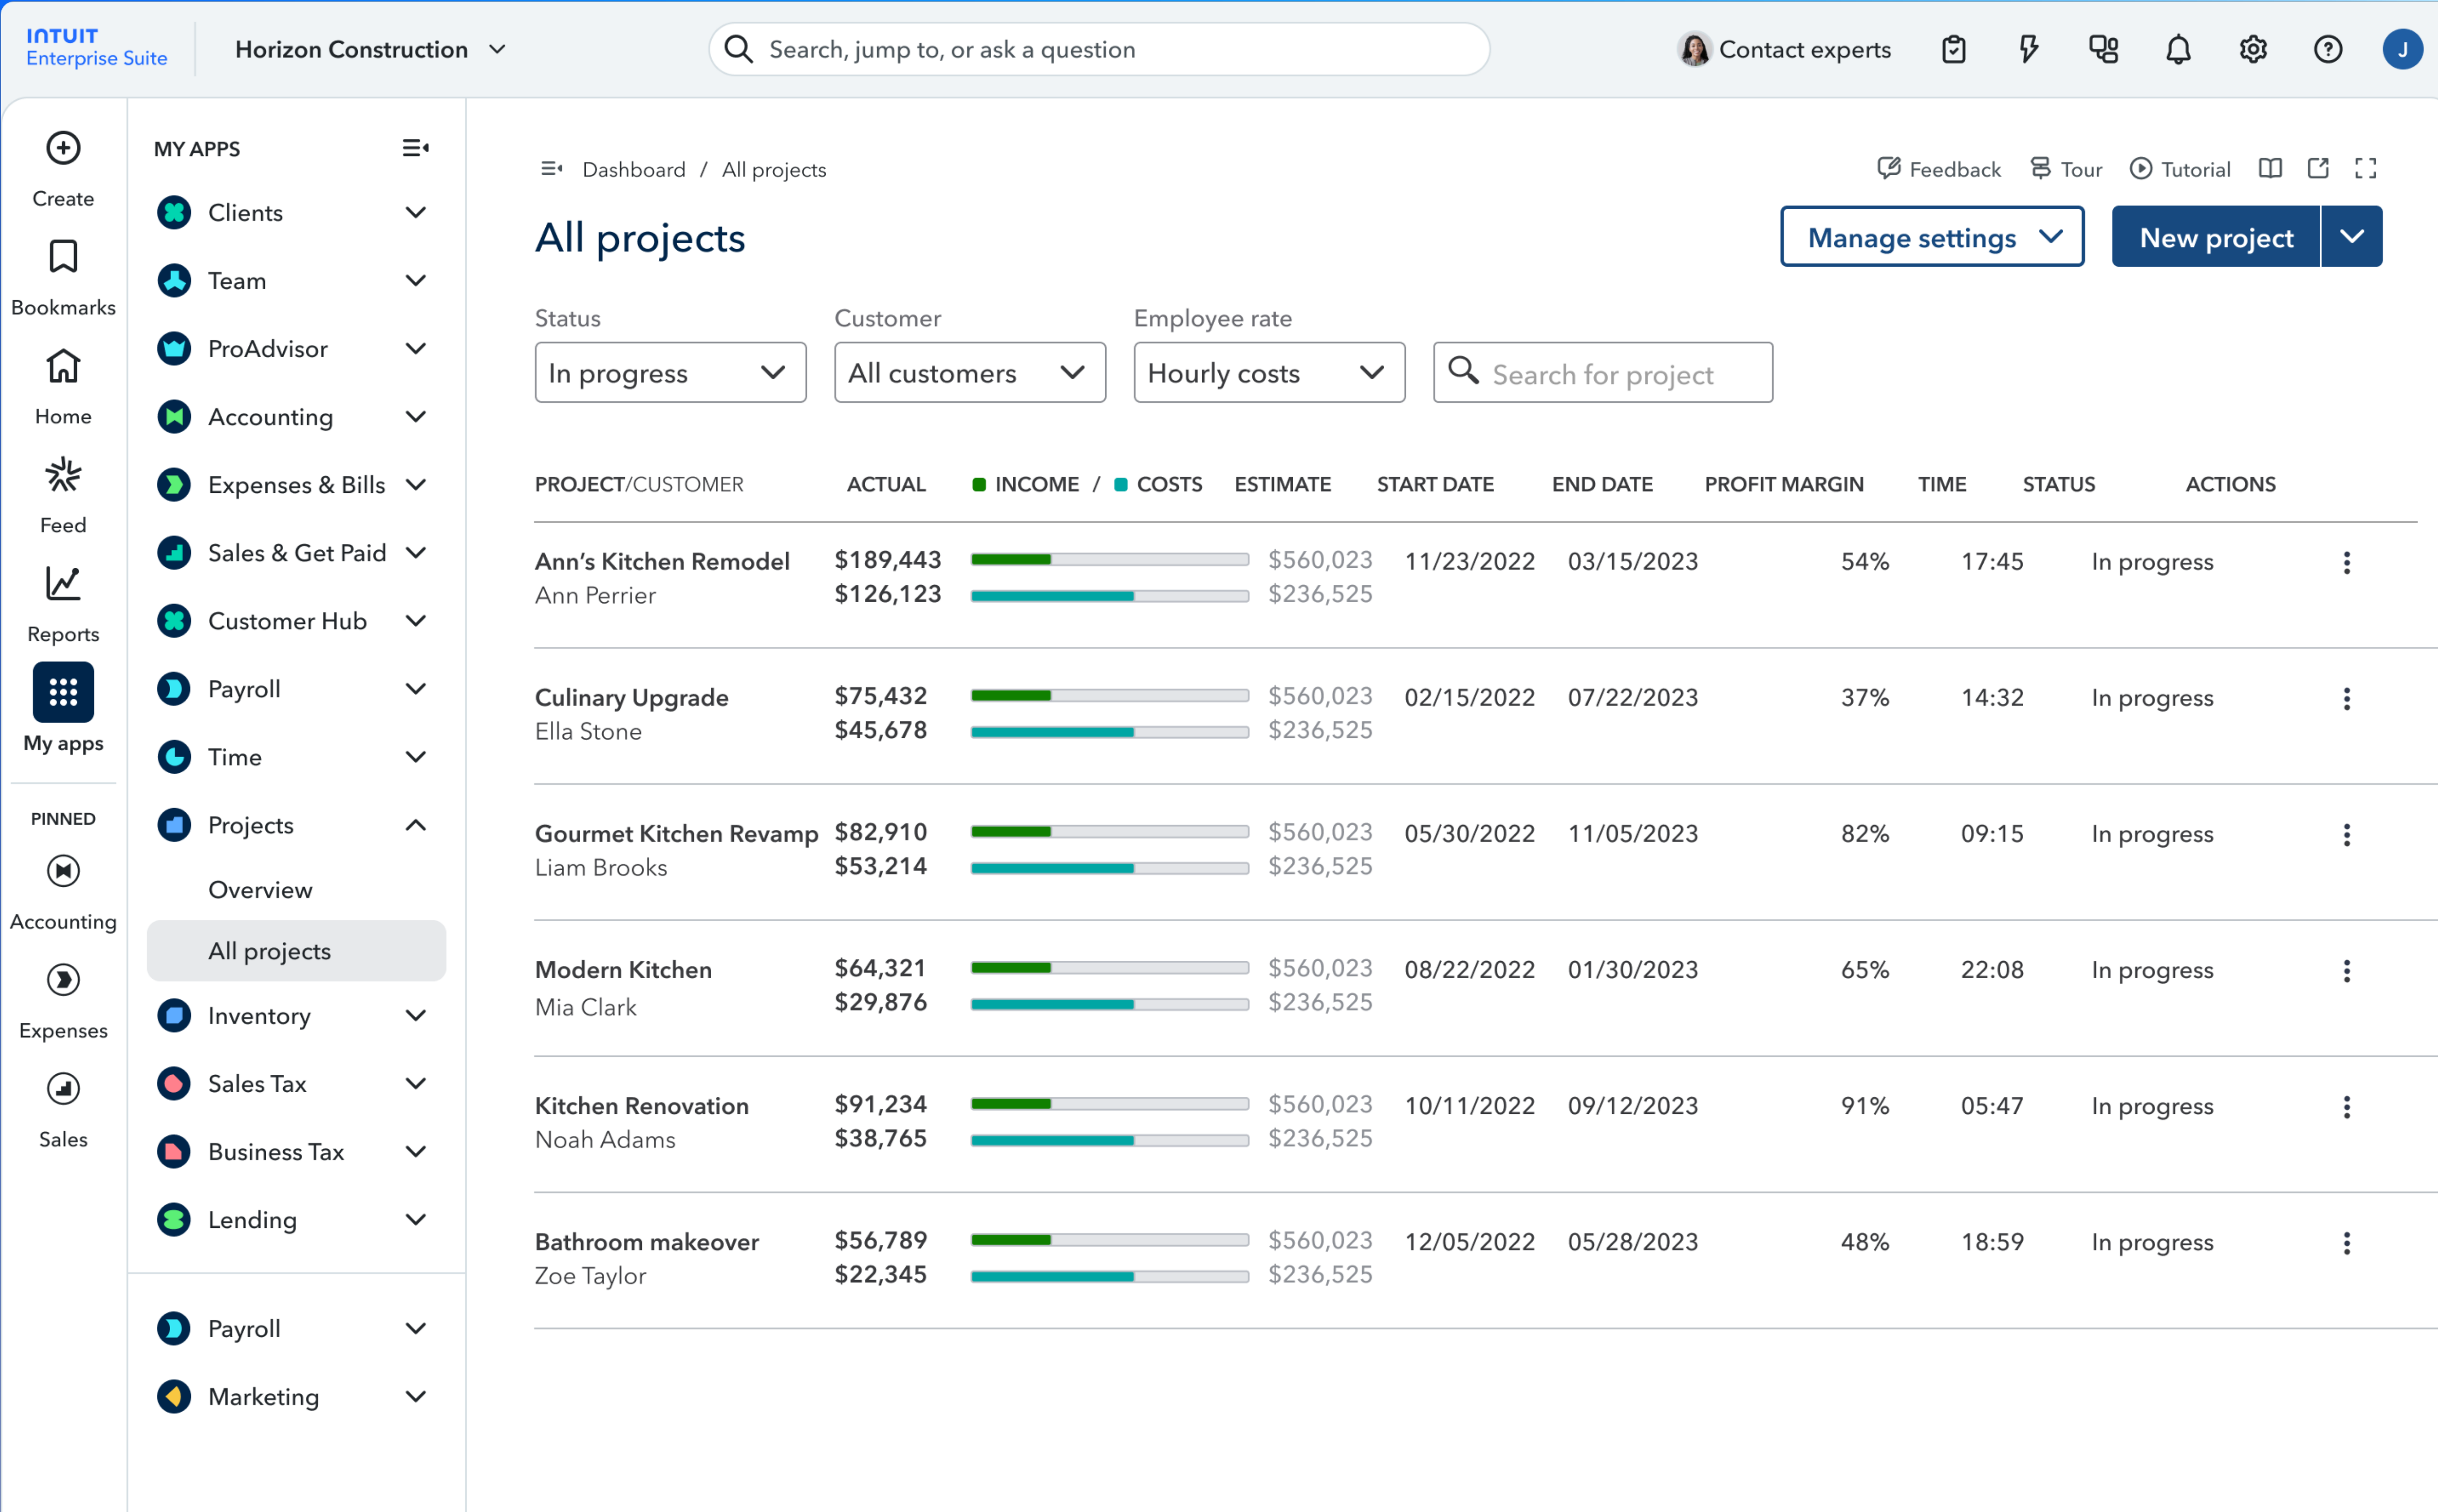 INTUIT
Enterprise Suite
Horizon Construction
Search, jump to, or ask a question
Contact experts
J
Create
Bookmarks
Home
Feed
Reports
My apps
PINNED
Accounting
Expenses
Sales
MY APPS
Clients
Team
ProAdvisor
Accounting
Expenses & Bills
Sales & Get Paid
Customer Hub
Payroll
Time
Projects
Overview
All projects
Inventory
Sales Tax
Business Tax
Lending
Payroll
Marketing
Dashboard / All projects
Feedback Tour Tutorial
All projects
Manage settings
New project
Status Customer Employee rate
In progress All customers Hourly costs Search for project
PROJECT/CUSTOMER ACTUAL INCOME / COSTS ESTIMATE START DATE END DATE PROFIT MARGIN TIME STATUS ACTIONS
Ann’s Kitchen Remodel $189,443 $560,023 11/23/2022 03/15/2023 54% 17:45 In progress
Ann Perrier $126,123 $236,525
Culinary Upgrade $75,432 $560,023 02/15/2022 07/22/2023 37% 14:32 In progress
Ella Stone $45,678 $236,525
Gourmet Kitchen Revamp $82,910 $560,023 05/30/2022 11/05/2023 82% 09:15 In progress
Liam Brooks $53,214 $236,525
Modern Kitchen $64,321 $560,023 08/22/2022 01/30/2023 65% 22:08 In progress
Mia Clark $29,876 $236,525
Kitchen Renovation $91,234 $560,023 10/11/2022 09/12/2023 91% 05:47 In progress
Noah Adams $38,765 $236,525
Bathroom makeover $56,789 $560,023 12/05/2022 05/28/2023 48% 18:59 In progress
Zoe Taylor $22,345 $236,525